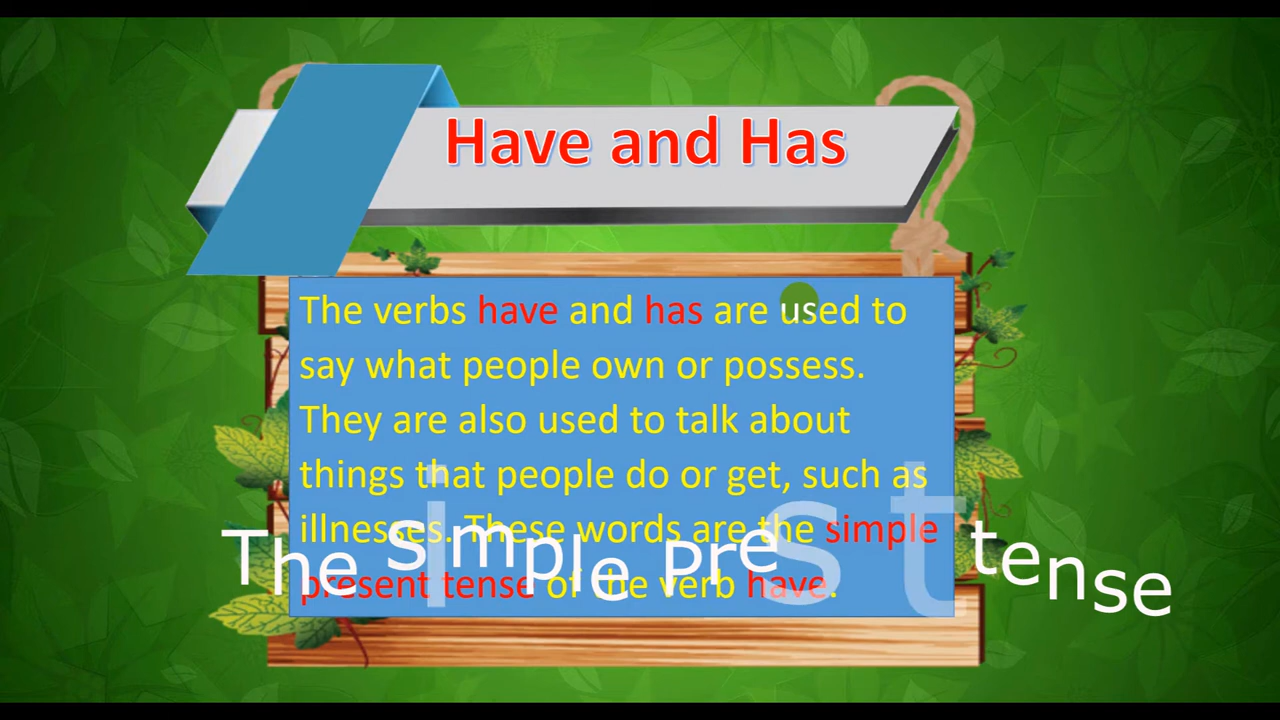 Have and Has
The verbs have and has are used to
say what people own or possess.
They are also used to talk about
things that people do or get, such as
illnesses. These words are the simple
present tense of the verb have.
The simple Pre s t tense